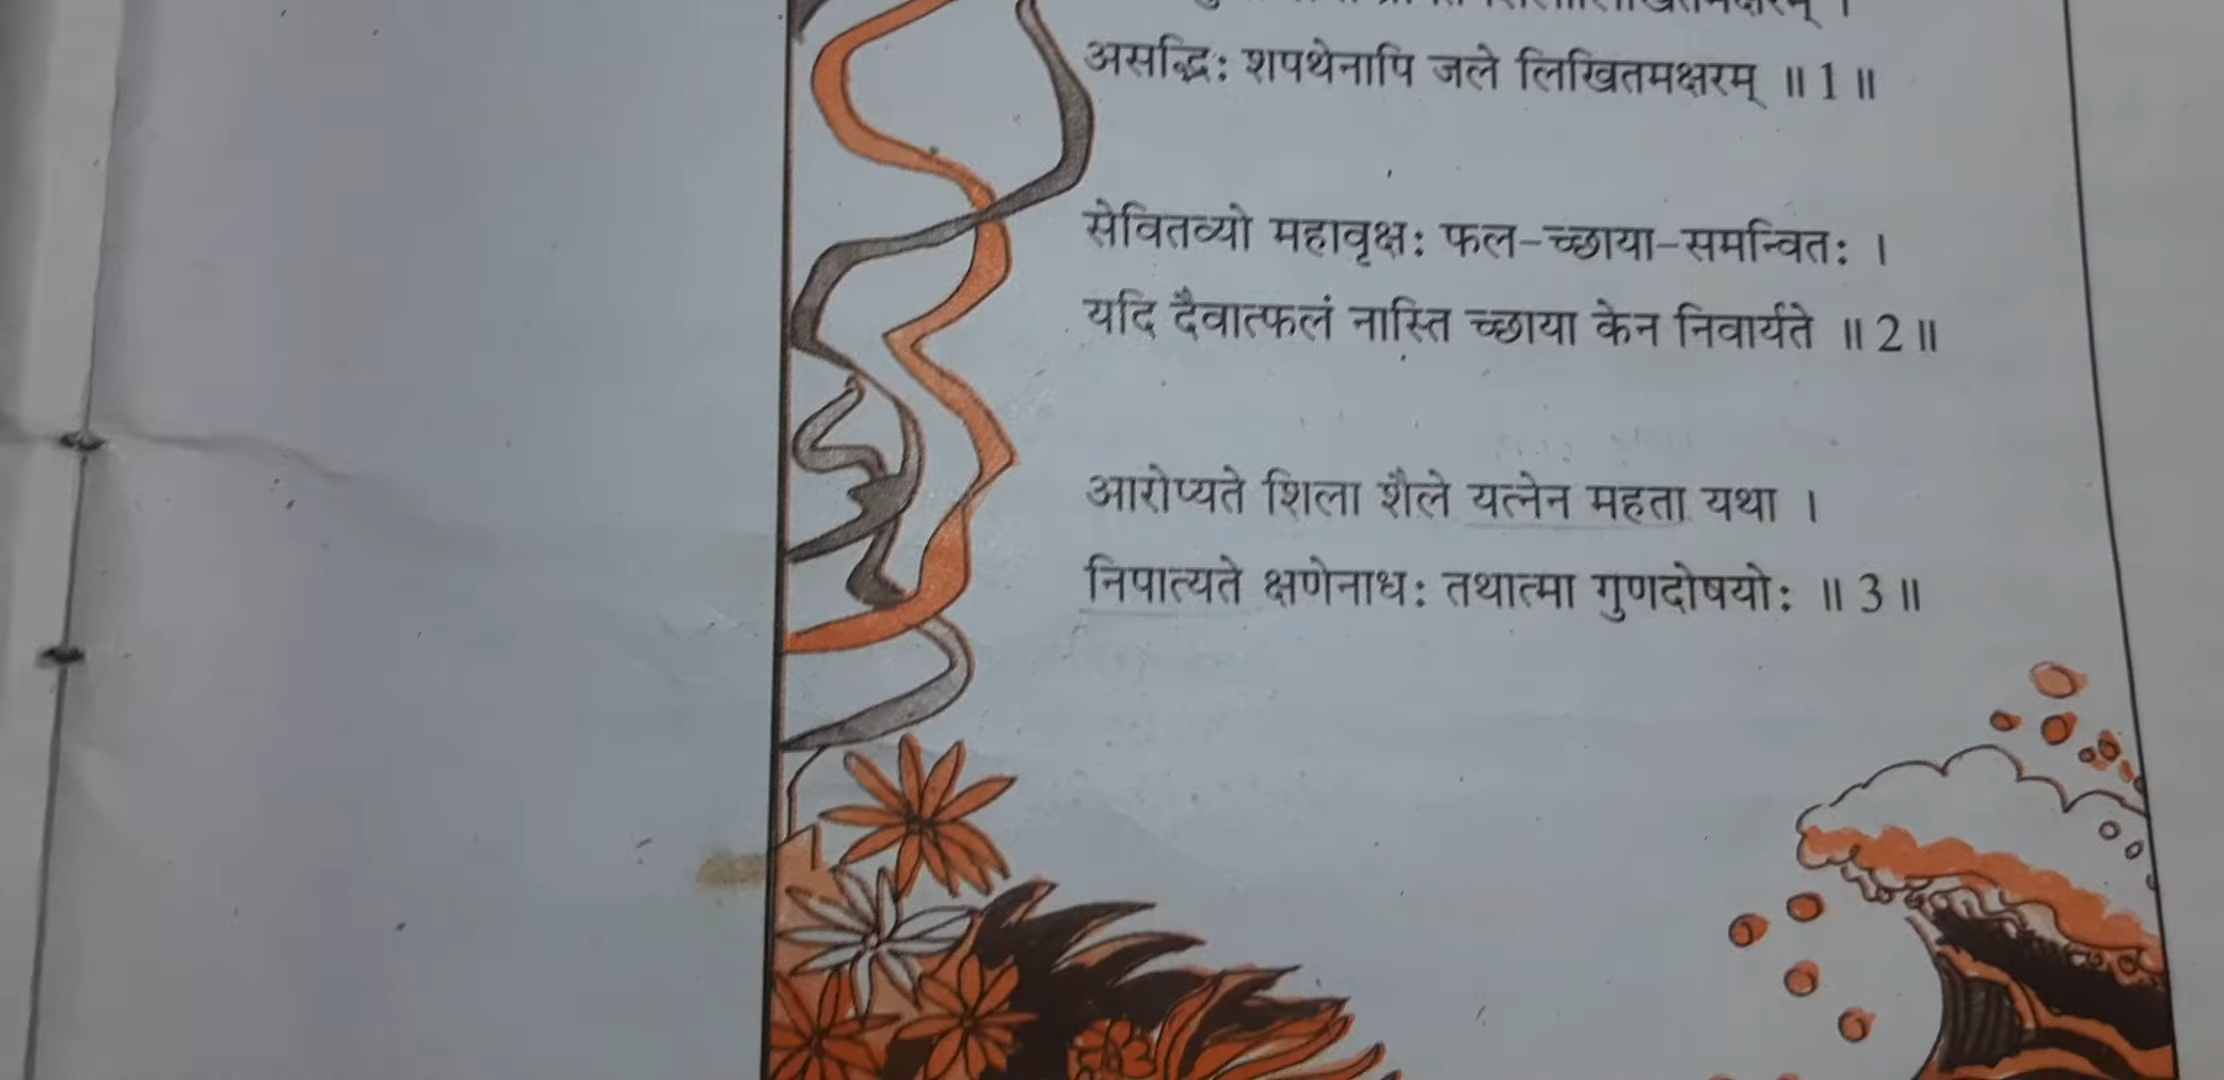 असद्भिः शपथेनापि जले लिखितमक्षरम् ॥ 1 ॥
सेवितव्यो महावृक्षः फल-च्छाया-समन्वितः ।
यदि दैवात्फलं नास्ति च्छाया केन निवार्यते ॥ 2 ॥
आरोप्यते शिला शैले यत्नेन महता यथा ।
निपात्यते क्षणेनाधः तथात्मा गुणदोषयोः ॥ 3 ॥